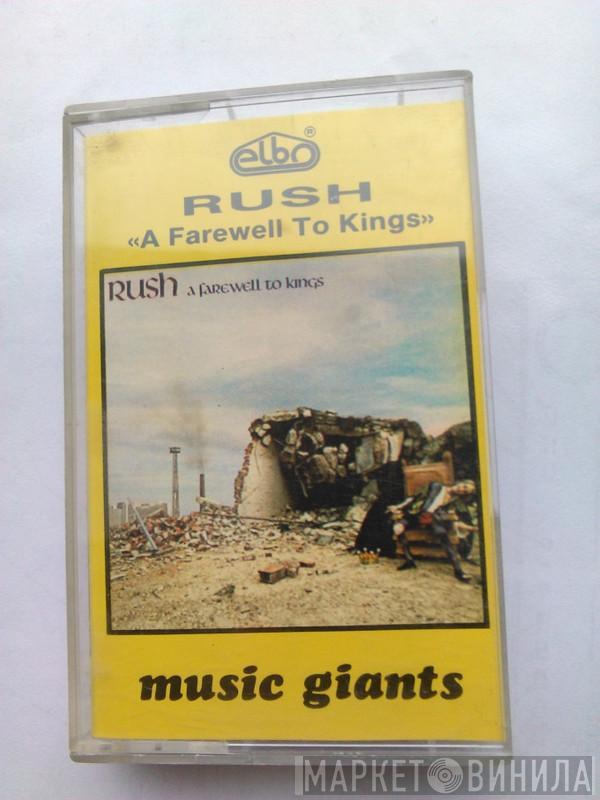 elbo ®
RUSH
«A Farewell To Kings»
Rush a farewell to kings
music giants
МАРКЕТ ВИНИЛА